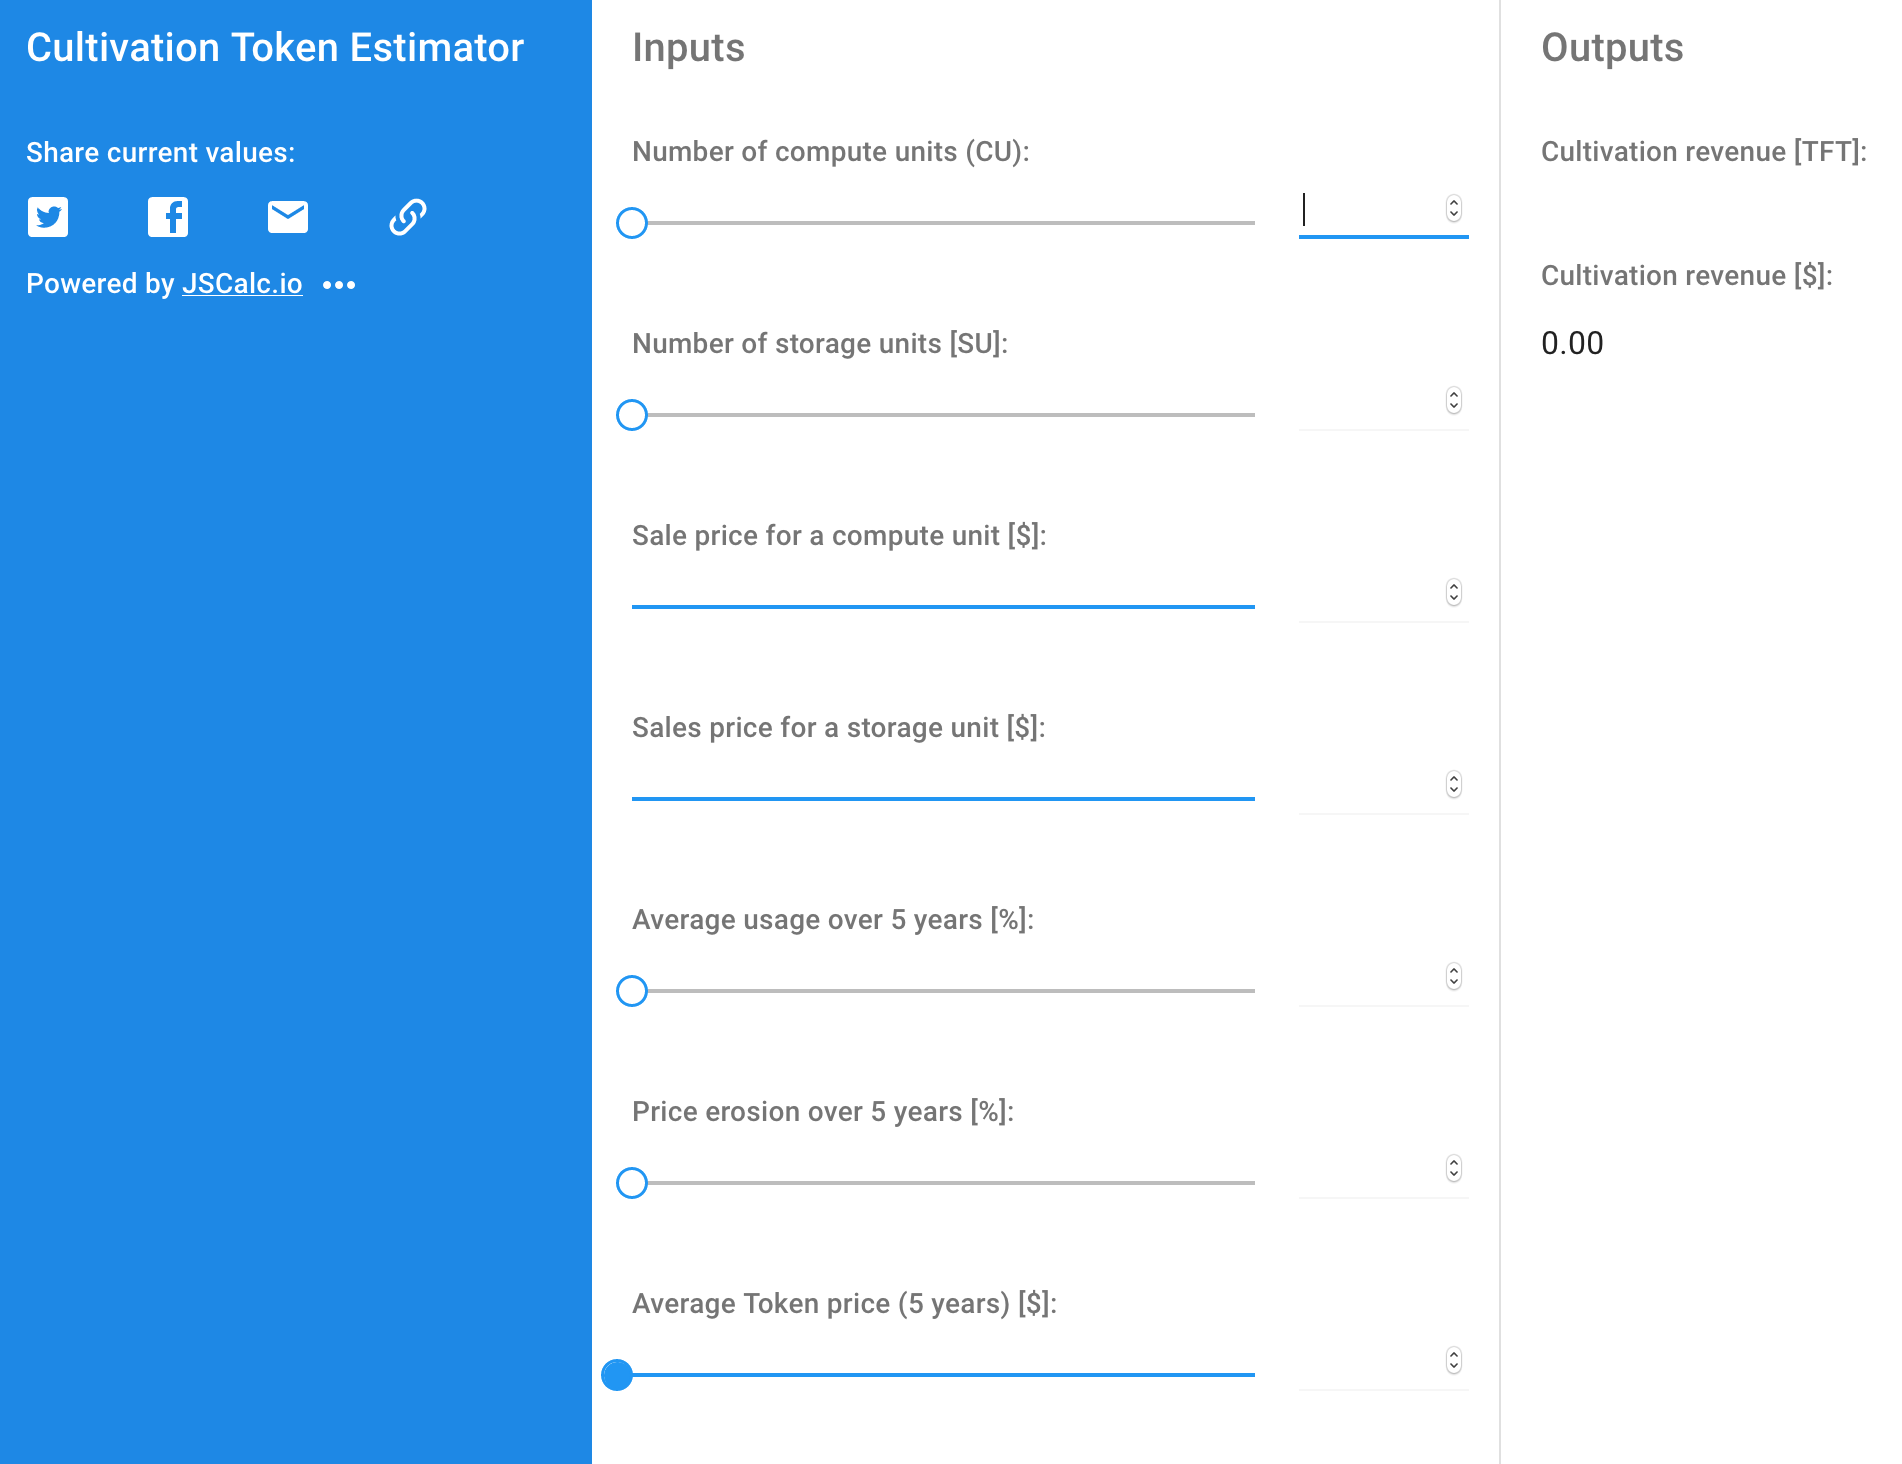 Cultivation Token Estimator
Share current values:
Powered by JSCalc.io
Inputs
Number of compute units (CU):
Number of storage units [SU]:
Sale price for a compute unit [$]:
Sales price for a storage unit [$]:
Average usage over 5 years [%]:
Price erosion over 5 years [%]:
Average Token price (5 years) [$]:
Outputs
Cultivation revenue [TFT]:
Cultivation revenue [$]:
0.00